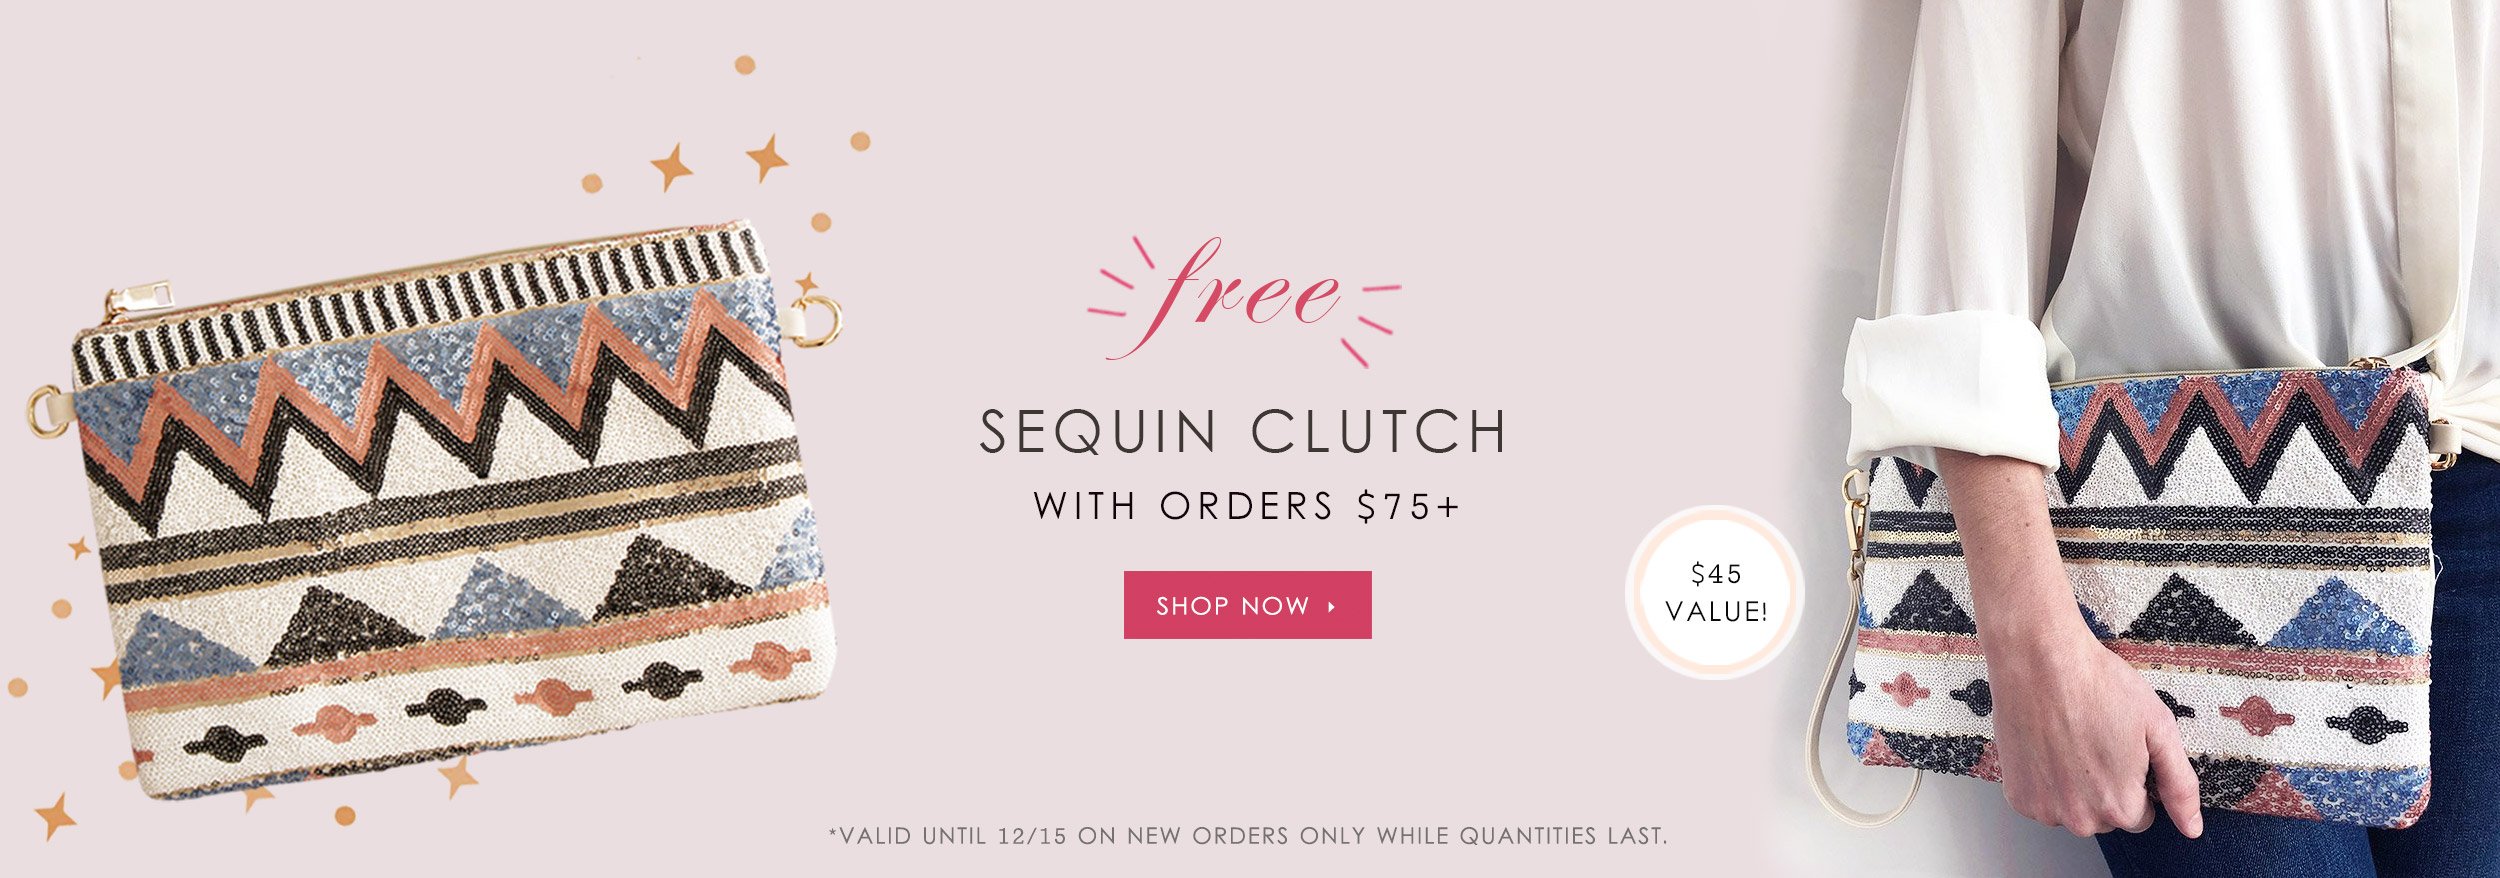 free
SEQUIN CLUTCH
WITH ORDERS $75+
SHOP NOW
$45
VALUE!
*VALID UNTIL 12/15 ON NEW ORDERS ONLY WHILE QUANTITIES LAST.